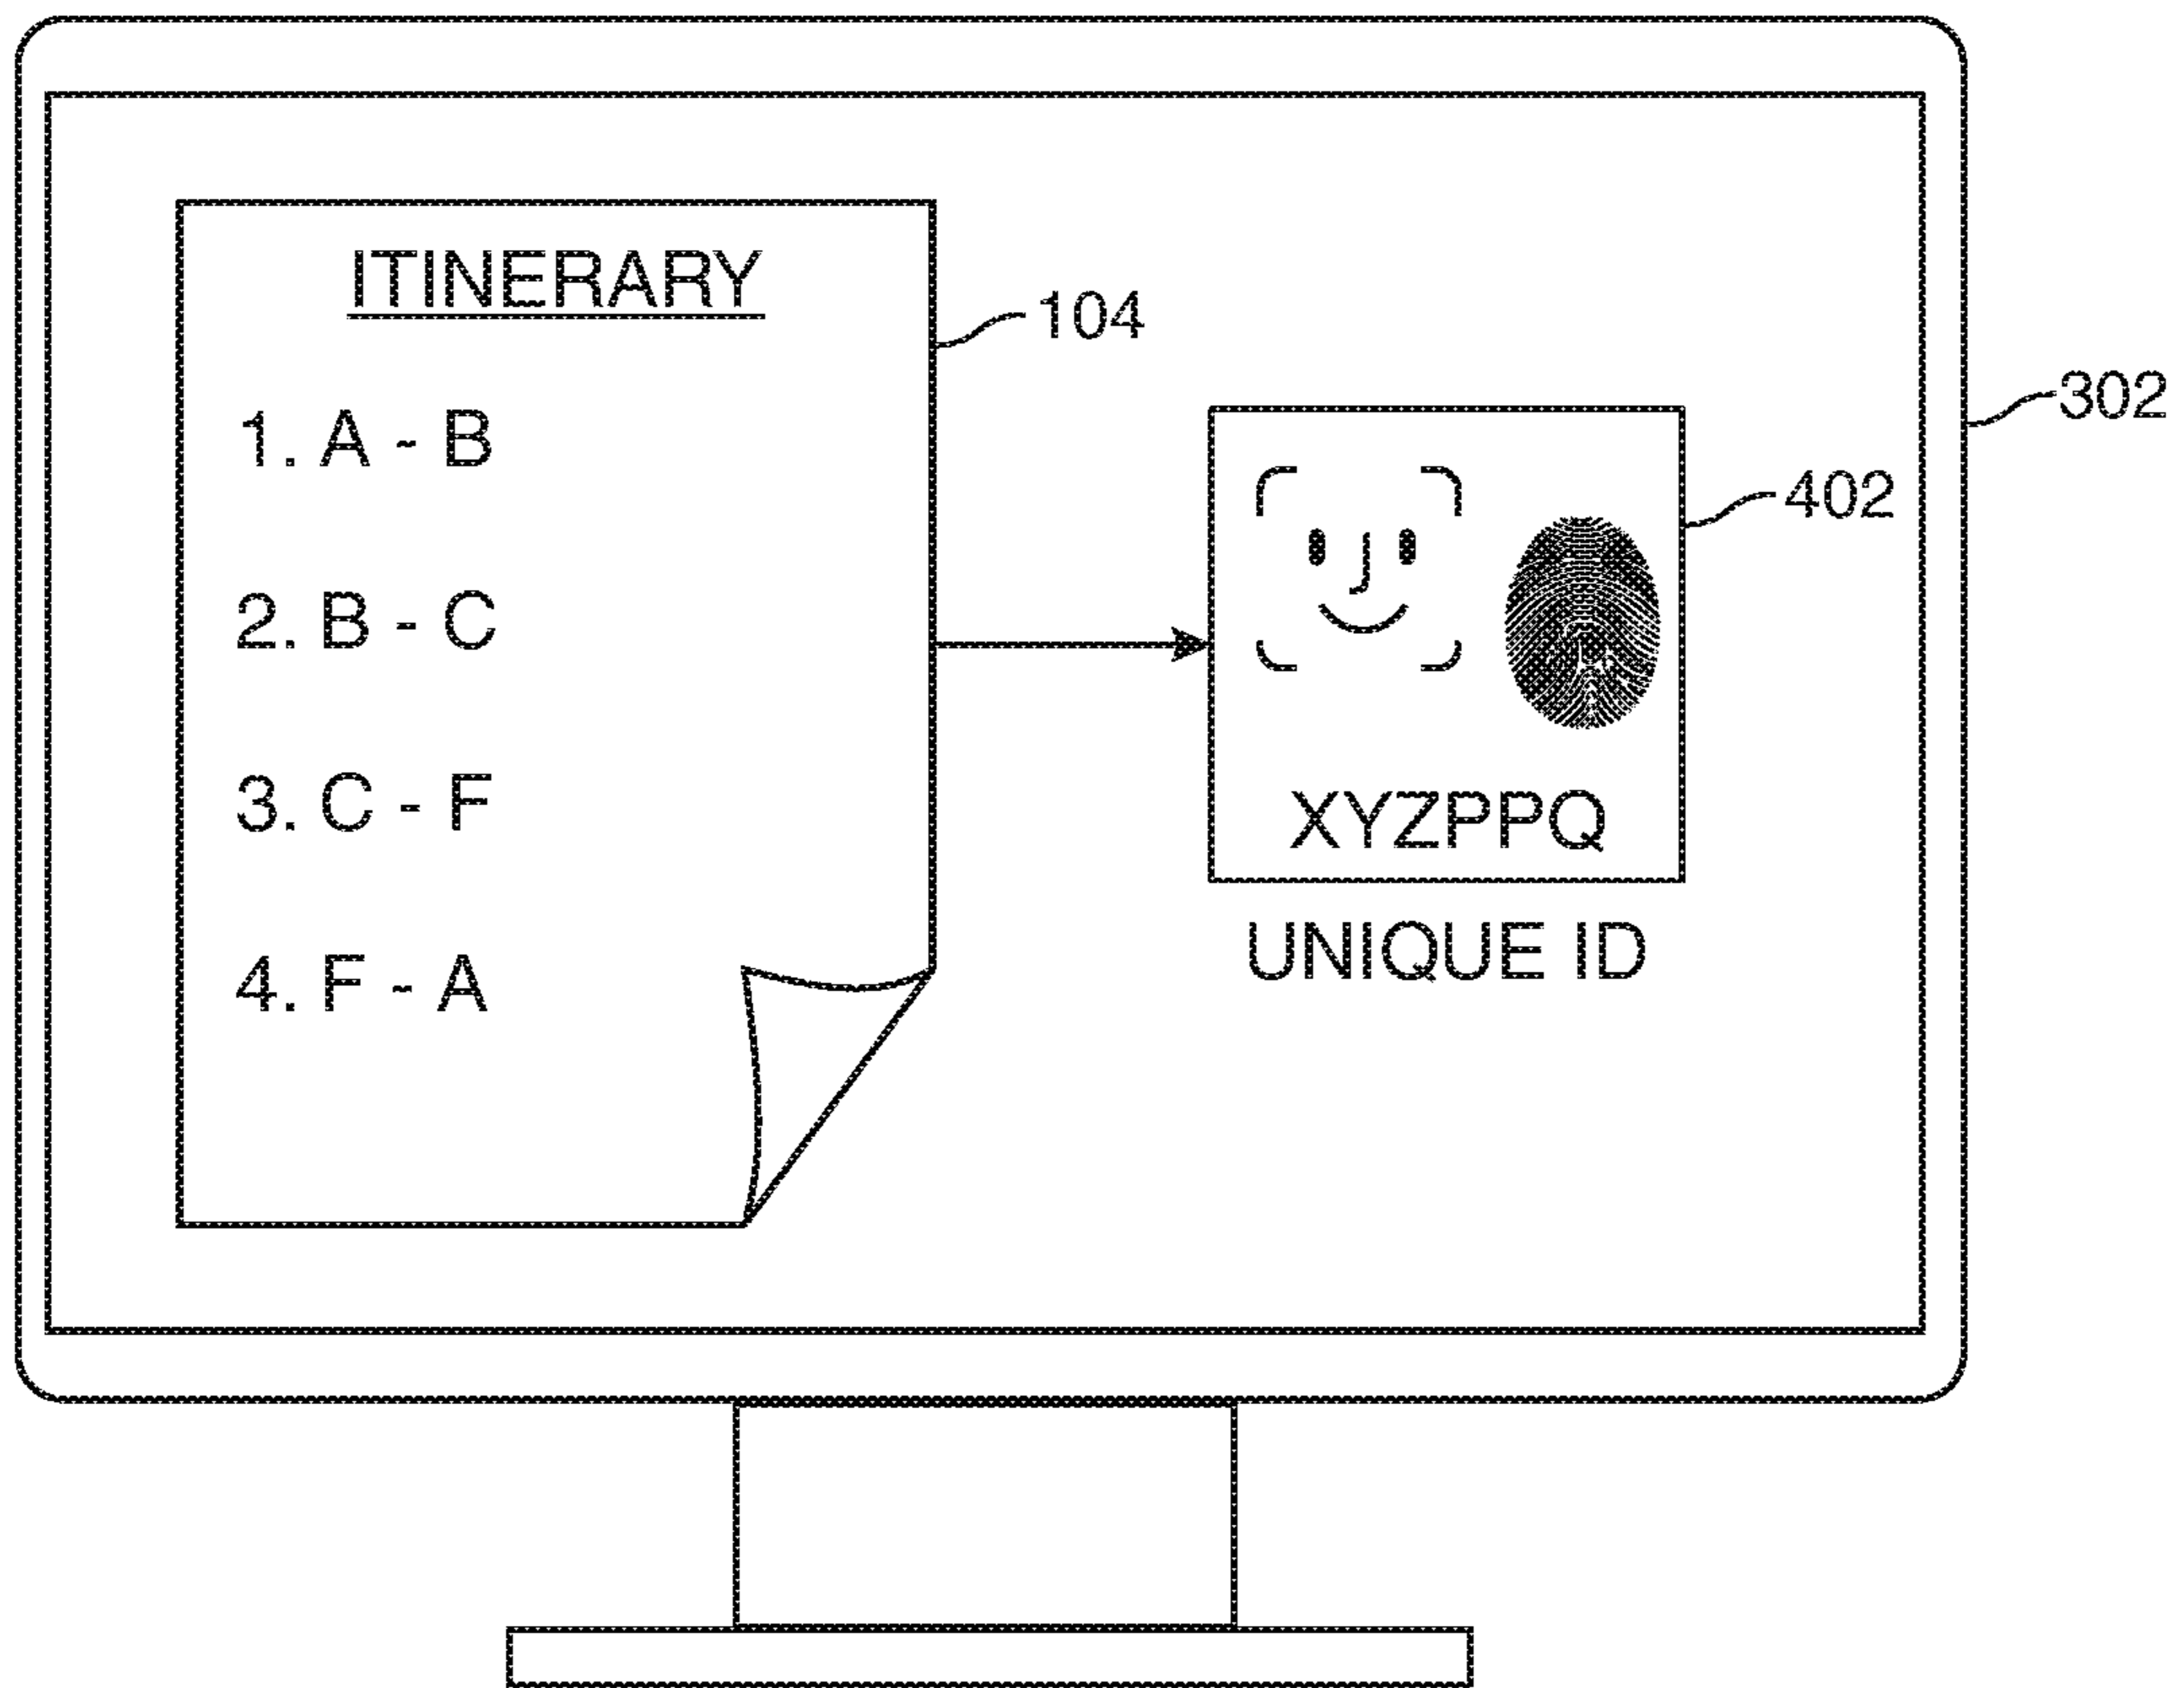 ITINERARY
104
302
1. A - B
402
2. B - C
3. C - F
XYZPPQ
UNIQUE ID
4. F - A